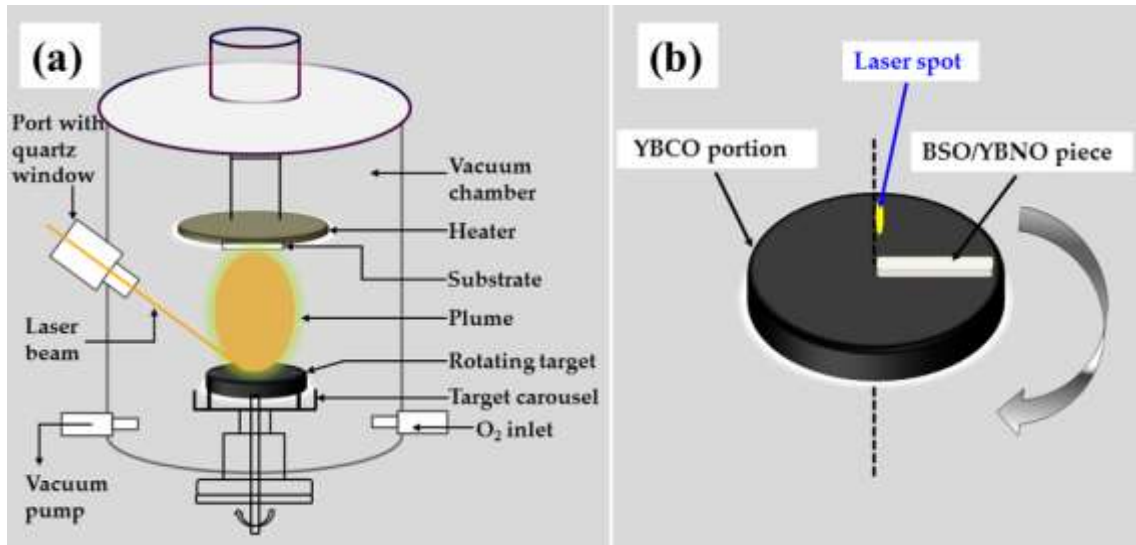 (a)
Port with
quartz
window
Vacuum
chamber
Heater
Substrate
Plume
Laser
beam
Rotating target
Target carousel
O₂ inlet
Vacuum
pump
(b)
Laser spot
YBCO portion
BSO/YBNO piece